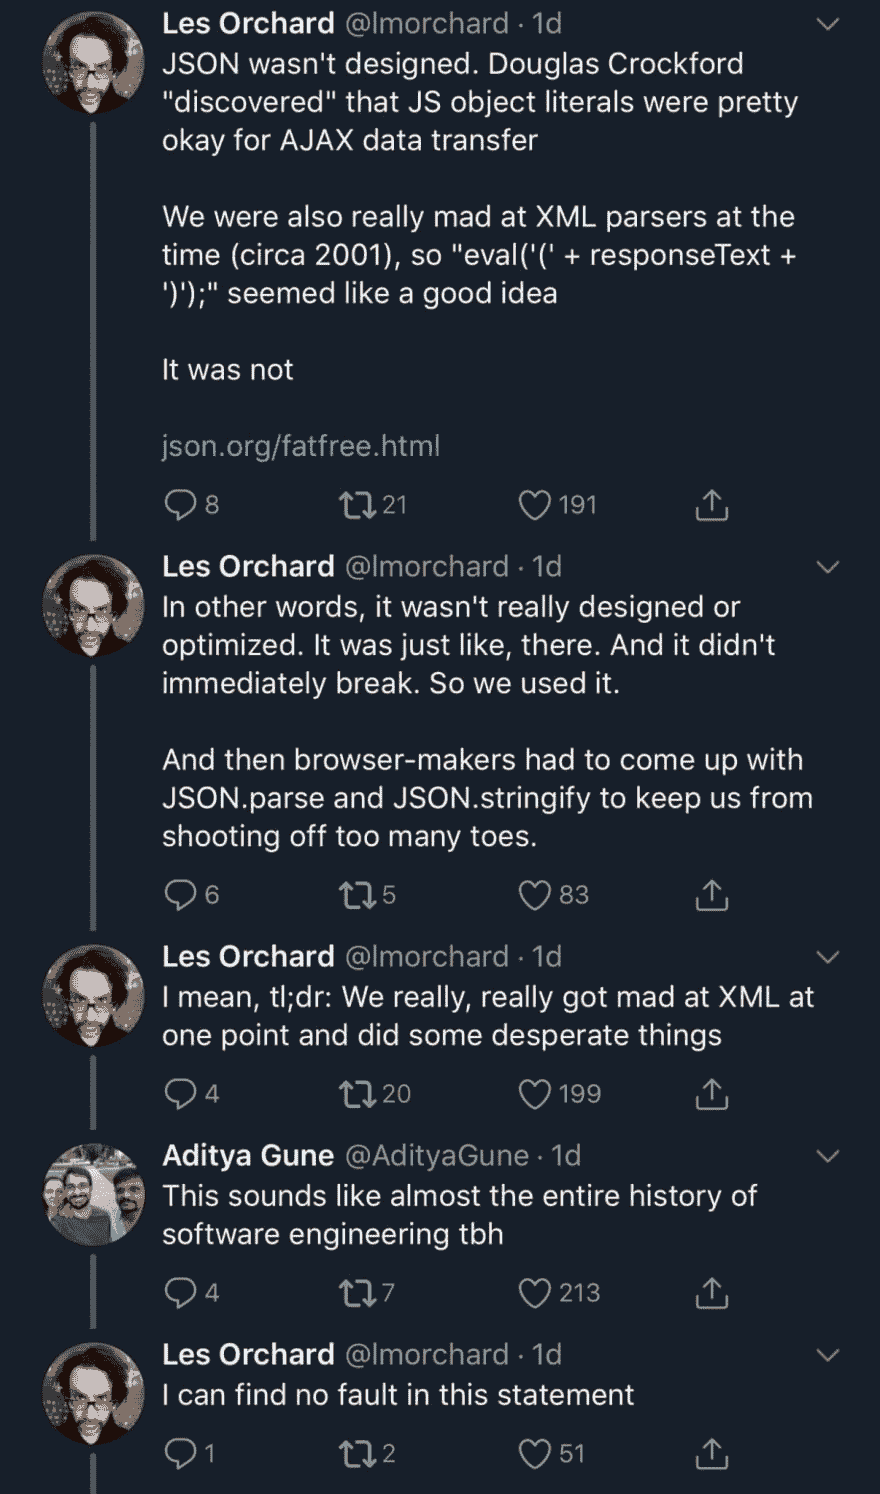 Les Orchard @lmorchard · 1d
JSON wasn't designed. Douglas Crockford
"discovered" that JS object literals were pretty
okay for AJAX data transfer
We were also really mad at XML parsers at the
time (circa 2001), so "eval('(' + responseText +
')');" seemed like a good idea
It was not
json.org/fatfree.html
8 21 191
Les Orchard @lmorchard · 1d
In other words, it wasn't really designed or
optimized. It was just like, there. And it didn't
immediately break. So we used it.
And then browser-makers had to come up with
JSON.parse and JSON.stringify to keep us from
shooting off too many toes.
6 5 83
Les Orchard @lmorchard · 1d
I mean, tl;dr: We really, really got mad at XML at
one point and did some desperate things
4 20 199
Aditya Gune @AdityaGune · 1d
This sounds like almost the entire history of
software engineering tbh
4 7 213
Les Orchard @lmorchard · 1d
I can find no fault in this statement
1 2 51